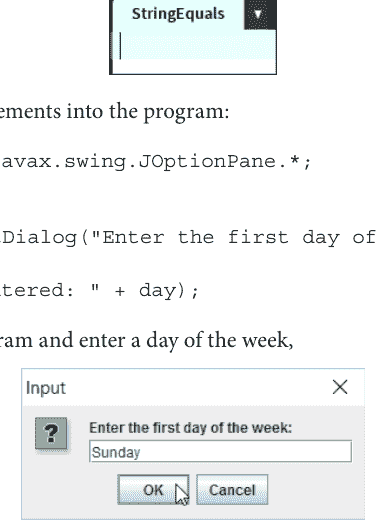 StringEquals
ements into the program:
avax.swing.JOptionPane.*;
Dialog("Enter the first day of
tered: " + day);
ram and enter a day of the week,
Input
Enter the first day of the week:
Sunday
OK Cancel